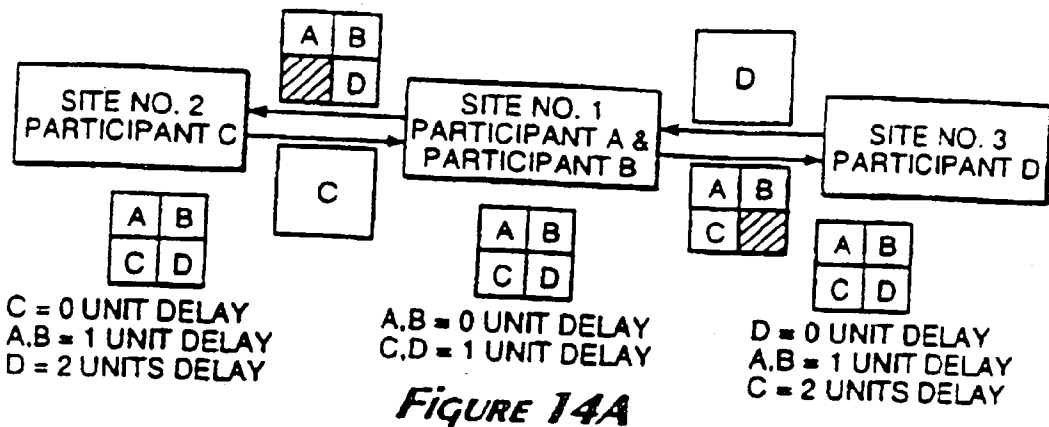 A B
D
SITE NO. 2
PARTICIPANT C
SITE NO. 1
PARTICIPANT A &
PARTICIPANT B
D
SITE NO. 3
PARTICIPANT D
C
A B
C
A B
C D
A B
C D
A B
C D
C = 0 UNIT DELAY
A,B = 1 UNIT DELAY
D = 2 UNITS DELAY
A,B = 0 UNIT DELAY
C,D = 1 UNIT DELAY
D = 0 UNIT DELAY
A,B = 1 UNIT DELAY
C = 2 UNITS DELAY
FIGURE 14A